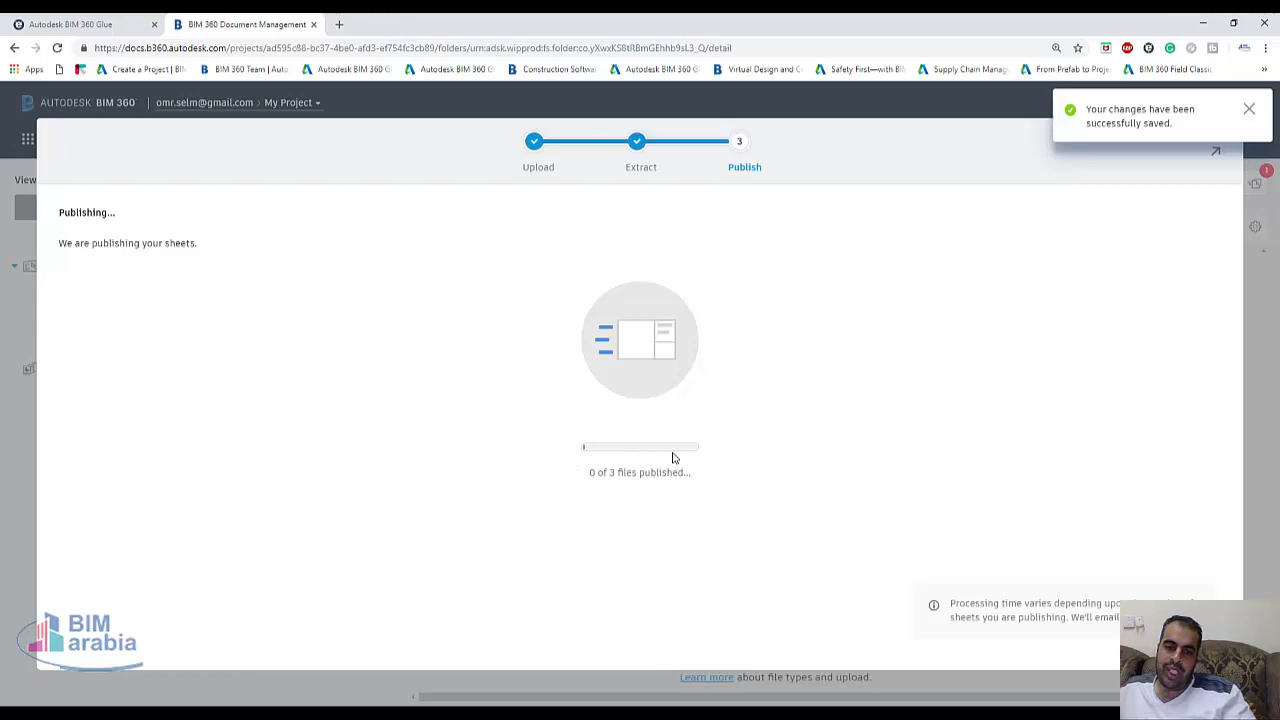 Autodesk BIM 360 Glue
BIM 360 Document Management
https://docs.b360.autodesk.com/projects/ad595c86-bc37-4be0-afd3-ef754fc3cb89/folders/urn:adsk.wipprod:fs.folder:co.yXwxKS8tRBmGEhhb9sL3_Q/detail
Apps
Create a Project | BIM
BIM 360 Team | Auto
Autodesk BIM 360 G
Autodesk BIM 360 G
Construction Softwa
Autodesk BIM 360 G
Virtual Design and C
Safety First—with BI
Supply Chain Manag
From Prefab to Proje
BIM 360 Field Classic
AUTODESK BIM 360
omr.selm@gmail.com
My Project
Your changes have been
successfully saved.
3
Upload
Extract
Publish
View
1
Publishing...
We are publishing your sheets.
0 of 3 files published...
Processing time varies depending
sheets you are publishing. We'll email
BIM
arabia
Learn more about file types and upload.